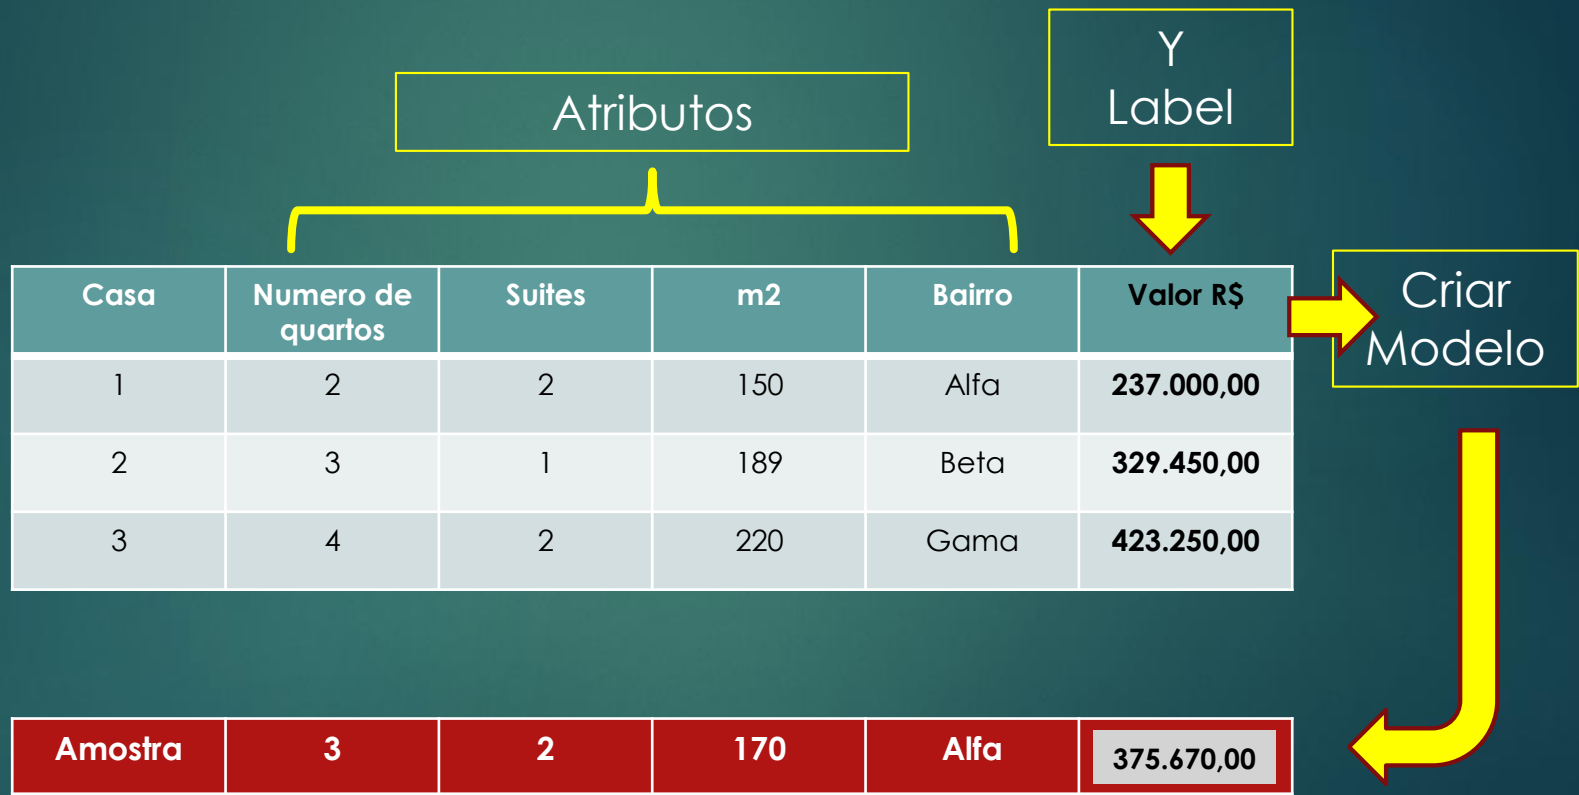 Y
Label
Atributos
Casa Numero de quartos Suites m2 Bairro Valor R$
Criar
Modelo
1 2 2 150 Alfa 237.000,00
2 3 1 189 Beta 329.450,00
3 4 2 220 Gama 423.250,00
Amostra 3 2 170 Alfa 375.670,00